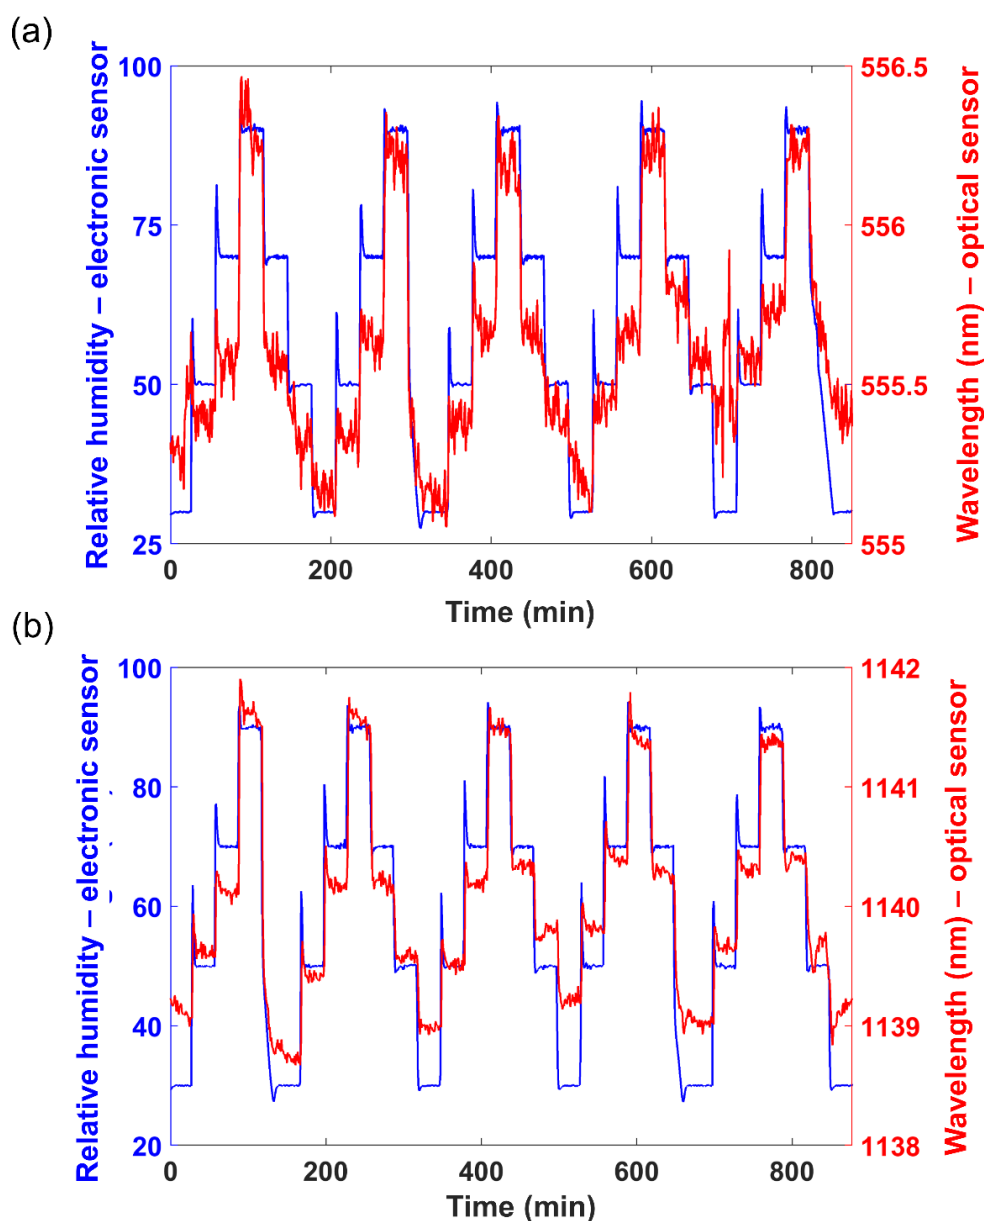 (a)
Relative humidity – electronic sensor
100
75
50
25
556.5
556
555.5
555
Wavelength (nm) – optical sensor
0 200 400 600 800
Time (min)
(b)
Relative humidity – electronic sensor
100
80
60
40
20
1142
1141
1140
1139
1138
Wavelength (nm) – optical sensor
0 200 400 600 800
Time (min)